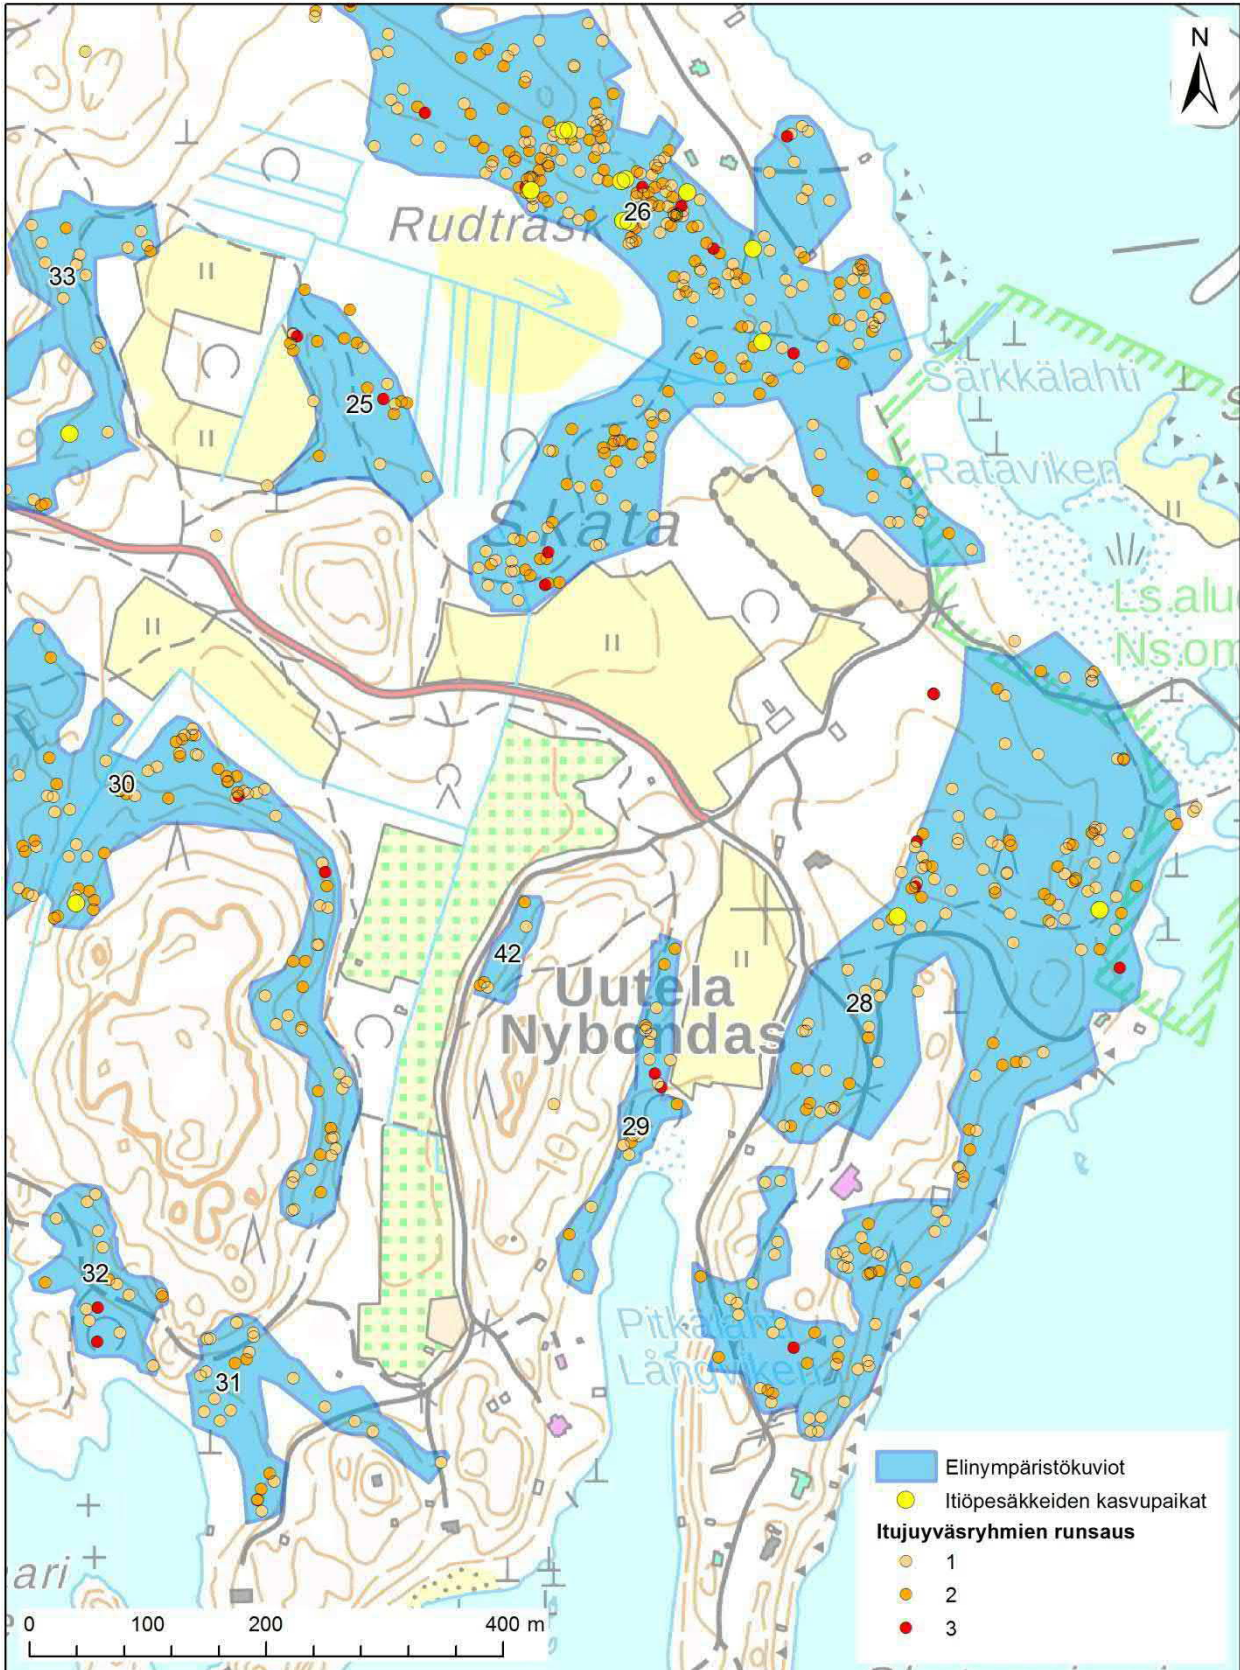 N
Rudträsk
26
33
25
Särkkälahti
Rataviken
Skata
Ls.alu
Ns.om
30
42
Uutela
Nybondas
28
29
10
32
Pitkälahti
Långviken
31
Elinympäristökuviot
Itiöpesäkkeiden kasvupaikat
Itujuyväsryhmien runsaus
1
2
3
ari
0 100 200 400 m